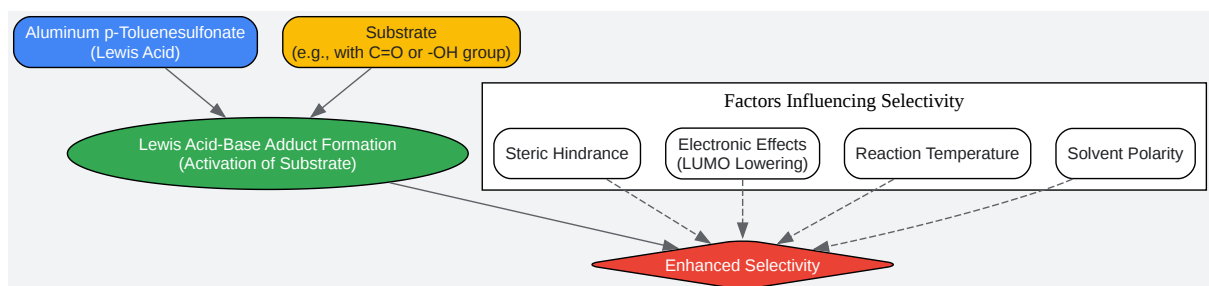 Aluminum p-Toluenesulfonate
(Lewis Acid)
Substrate
(e.g., with C=O or -OH group)
Factors Influencing Selectivity
Lewis Acid-Base Adduct Formation
(Activation of Substrate)
Steric Hindrance
Electronic Effects
(LUMO Lowering)
Reaction Temperature
Solvent Polarity
Enhanced Selectivity